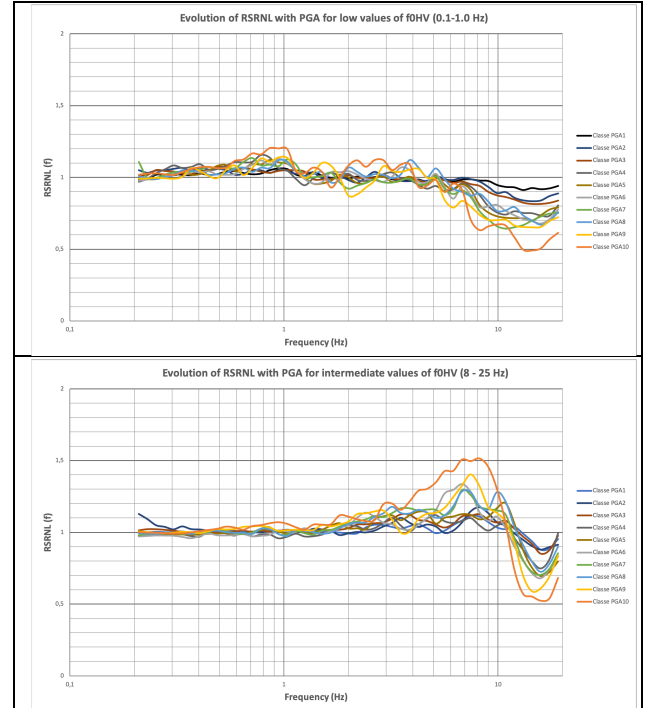 Evolution of RSRNL with PGA for low values of f0HV (0.1-1.0 Hz)
2
1,5
1
0,5
0
RSRNL (f)
0,1
1
10
Frequency (Hz)
Classe PGA1
Classe PGA2
Classe PGA3
Classe PGA4
Classe PGA5
Classe PGA6
Classe PGA7
Classe PGA8
Classe PGA9
Classe PGA10
Evolution of RSRNL with PGA for intermediate values of f0HV (8 - 25 Hz)
2
1,5
1
0,5
0
RSRNL (f)
0,1
1
10
Frequency (Hz)
Classe PGA1
Classe PGA2
Classe PGA3
Classe PGA4
Classe PGA5
Classe PGA6
Classe PGA7
Classe PGA8
Classe PGA9
Classe PGA10